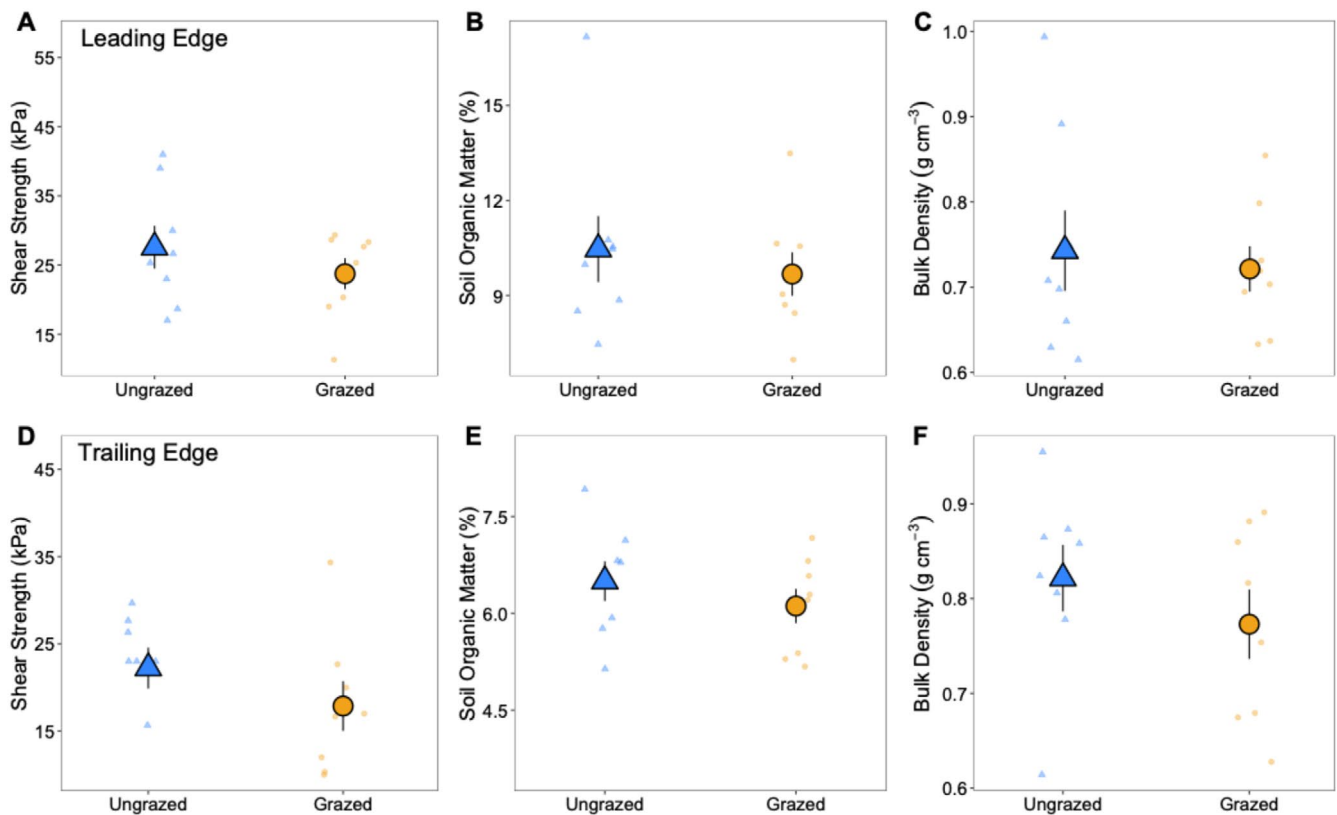 A
Leading Edge
Shear Strength (kPa)
55
45
35
25
15
Ungrazed
Grazed
B
Soil Organic Matter (%)
15
12
9
Ungrazed
Grazed
C
Bulk Density (g cm⁻³)
1.0
0.9
0.8
0.7
0.6
Ungrazed
Grazed
D
Trailing Edge
Shear Strength (kPa)
45
35
25
15
Ungrazed
Grazed
E
Soil Organic Matter (%)
7.5
6.0
4.5
Ungrazed
Grazed
F
Bulk Density (g cm⁻³)
0.9
0.8
0.7
0.6
Ungrazed
Grazed